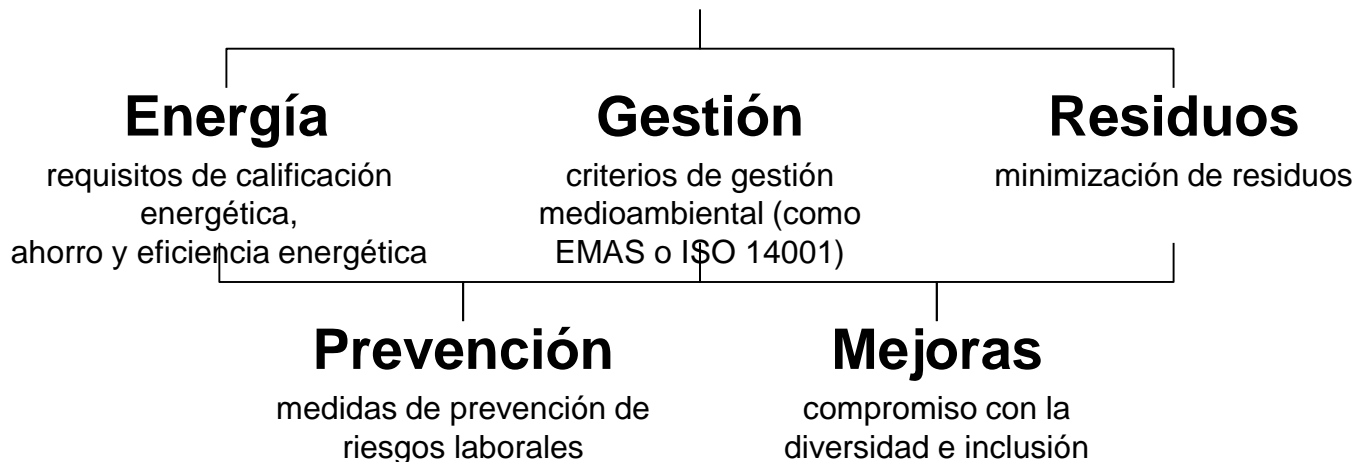 Energía
requisitos de calificación
energética,
ahorro y eficiencia energética
Gestión
criterios de gestión
medioambiental (como
EMAS o ISO 14001)
Residuos
minimización de residuos
Prevención
medidas de prevención de
riesgos laborales
Mejoras
compromiso con la
diversidad e inclusión